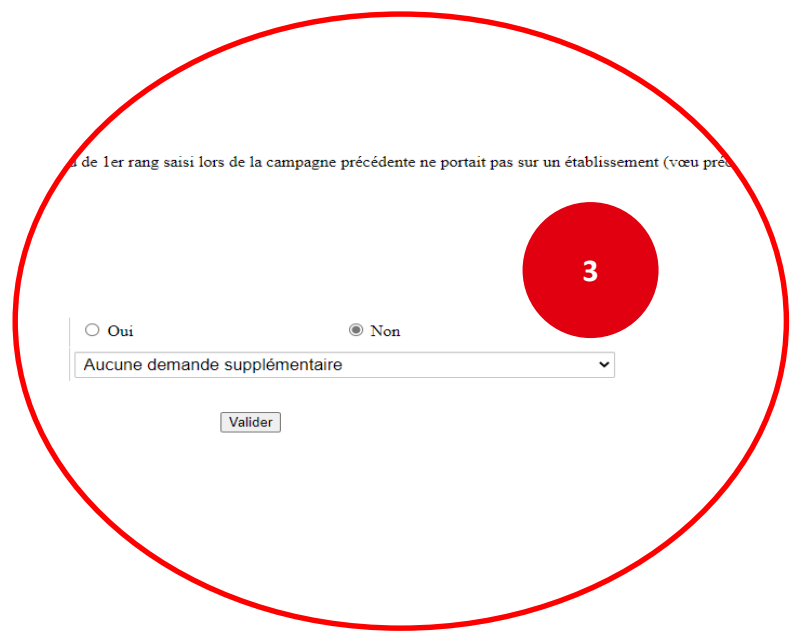 de 1er rang saisi lors de la campagne précédente ne portait pas sur un établissement (vœu
3
Oui
Non
Aucune demande supplémentaire
Valider